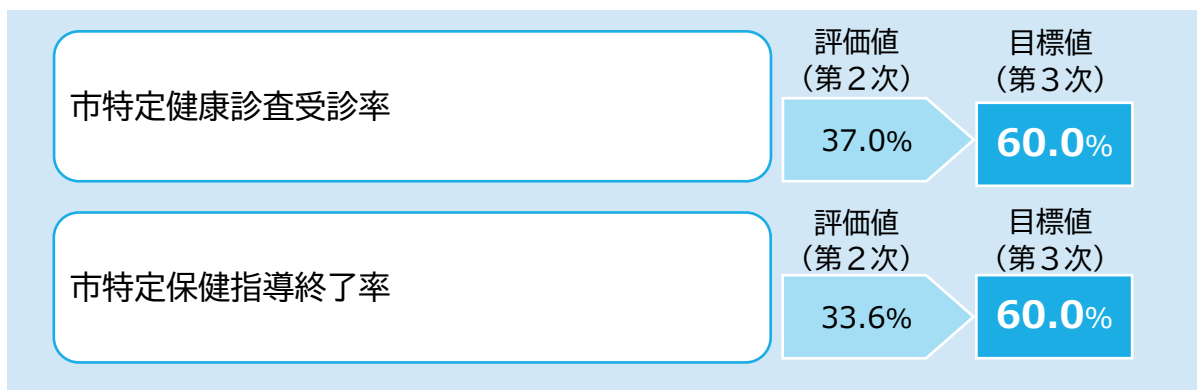 市特定健康診査受診率
評価値
（第２次）
37.0%
目標値
（第３次）
60.0%
市特定保健指導終了率
評価値
（第２次）
33.6%
目標値
（第３次）
60.0%